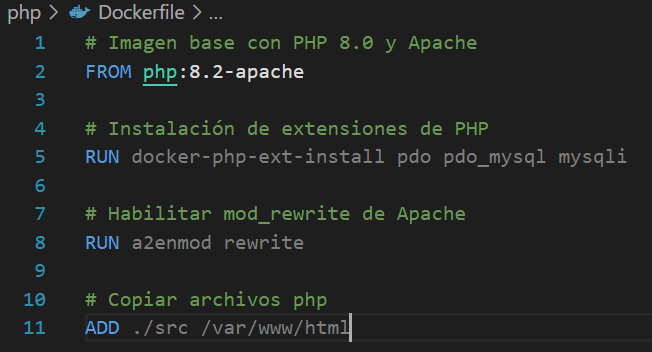 php > Dockerfile > ...
1 # Imagen base con PHP 8.0 y Apache
2 FROM php:8.2-apache
3
4 # Instalación de extensiones de PHP
5 RUN docker-php-ext-install pdo pdo_mysql mysqli
6
7 # Habilitar mod_rewrite de Apache
8 RUN a2enmod rewrite
9
10 # Copiar archivos php
11 ADD ./src /var/www/html